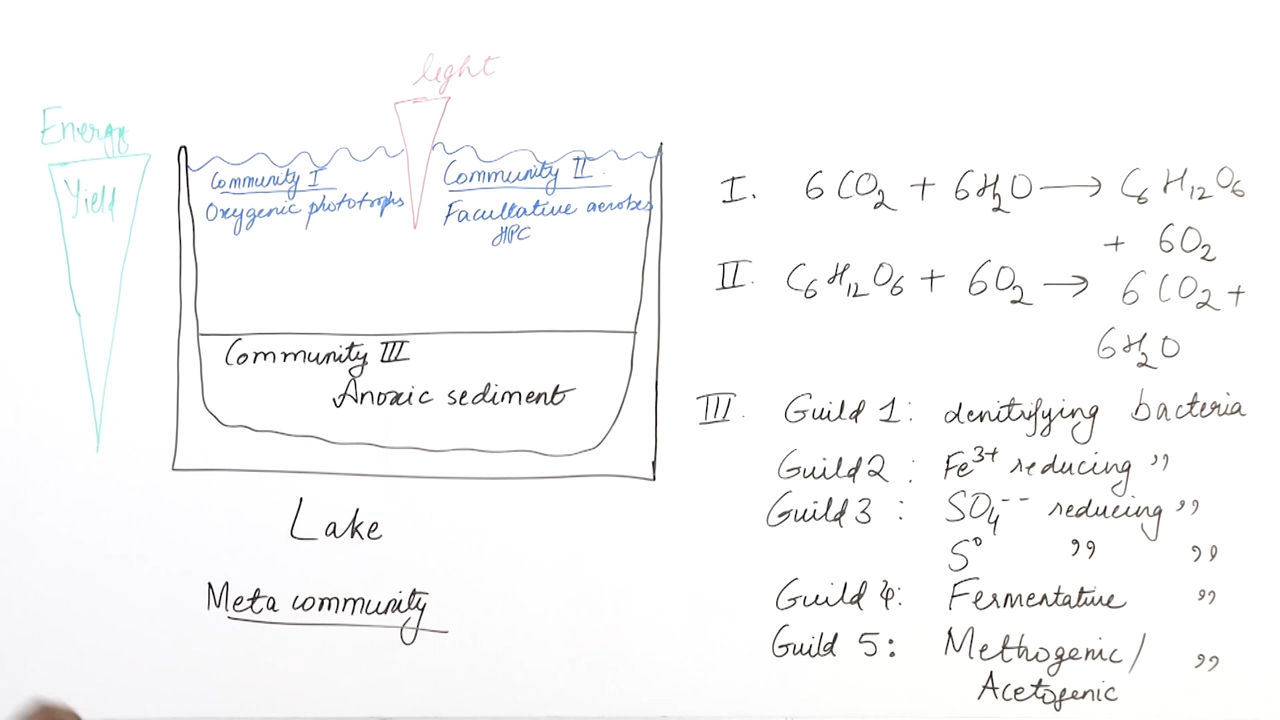 light
Energy
Yield
Community I
Oxygenic phototrophs
Community II.
Facultative aerobes
HPC
Community III
Anoxic sediment
Lake
Meta community
I. 6CO₂ + 6H₂O → C₆H₁₂O₆
+ 6O₂
II. C₆H₁₂O₆ + 6O₂ → 6CO₂ +
6H₂O
III. Guild 1: denitifying bacteria
Guild 2: Fe³⁺ reducing "
Guild 3: SO₄⁻⁻ reducing "
S⁰ " "
Guild 4: Fermentative "
Guild 5: Methogenic/ "
Acetogenic